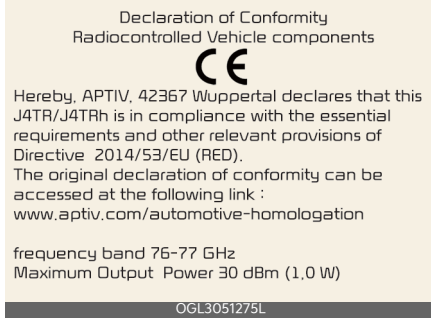 Declaration of Conformity
Radiocontrolled Vehicle components
CE
Hereby, APTIV, 42367 Wuppertal declares that this
J4TR/J4TRh is in compliance with the essential
requirements and other relevant provisions of
Directive 2014/53/EU (RED).
The original declaration of conformity can be
accessed at the following link :
www.aptiv.com/automotive-homologation
frequency band 76-77 GHz
Maximum Output Power 30 dBm (1,0 W)
OGL3051275L